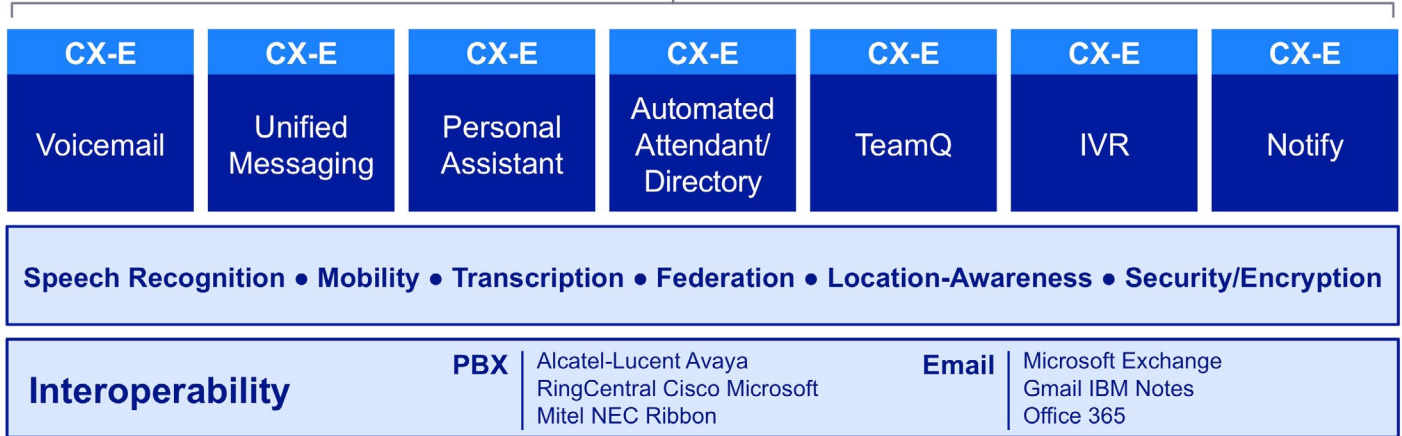 CX-E CX-E CX-E CX-E CX-E CX-E CX-E
Voicemail
Unified
Messaging
Personal
Assistant
Automated
Attendant/
Directory
TeamQ
IVR
Notify
Speech Recognition ● Mobility ● Transcription ● Federation ● Location-Awareness ● Security/Encryption
Interoperability
PBX
Alcatel-Lucent Avaya
RingCentral Cisco Microsoft
Mitel NEC Ribbon
Email
Microsoft Exchange
Gmail IBM Notes
Office 365